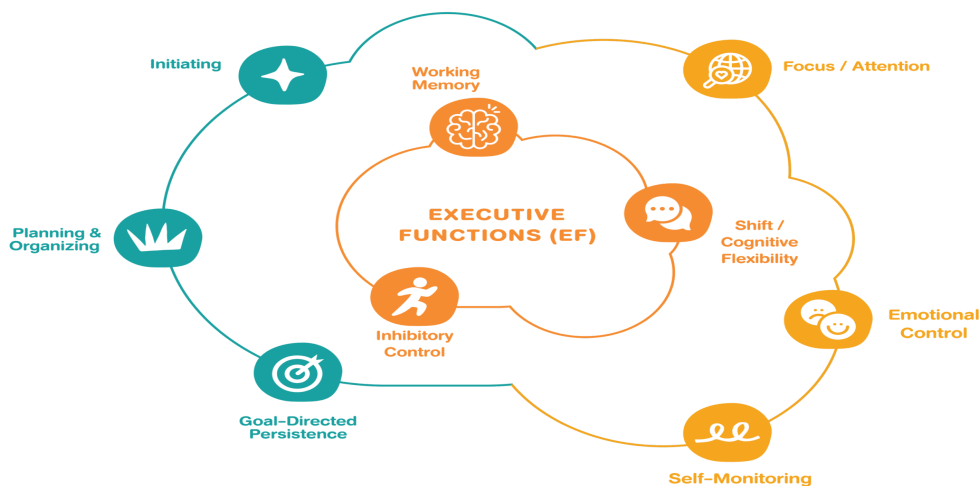 Initiating
Focus / Attention
Working
Memory
EXECUTIVE
FUNCTIONS (EF)
Planning &
Organizing
Shift /
Cognitive
Flexibility
Emotional
Control
Inhibitory
Control
Goal-Directed
Persistence
Self-Monitoring